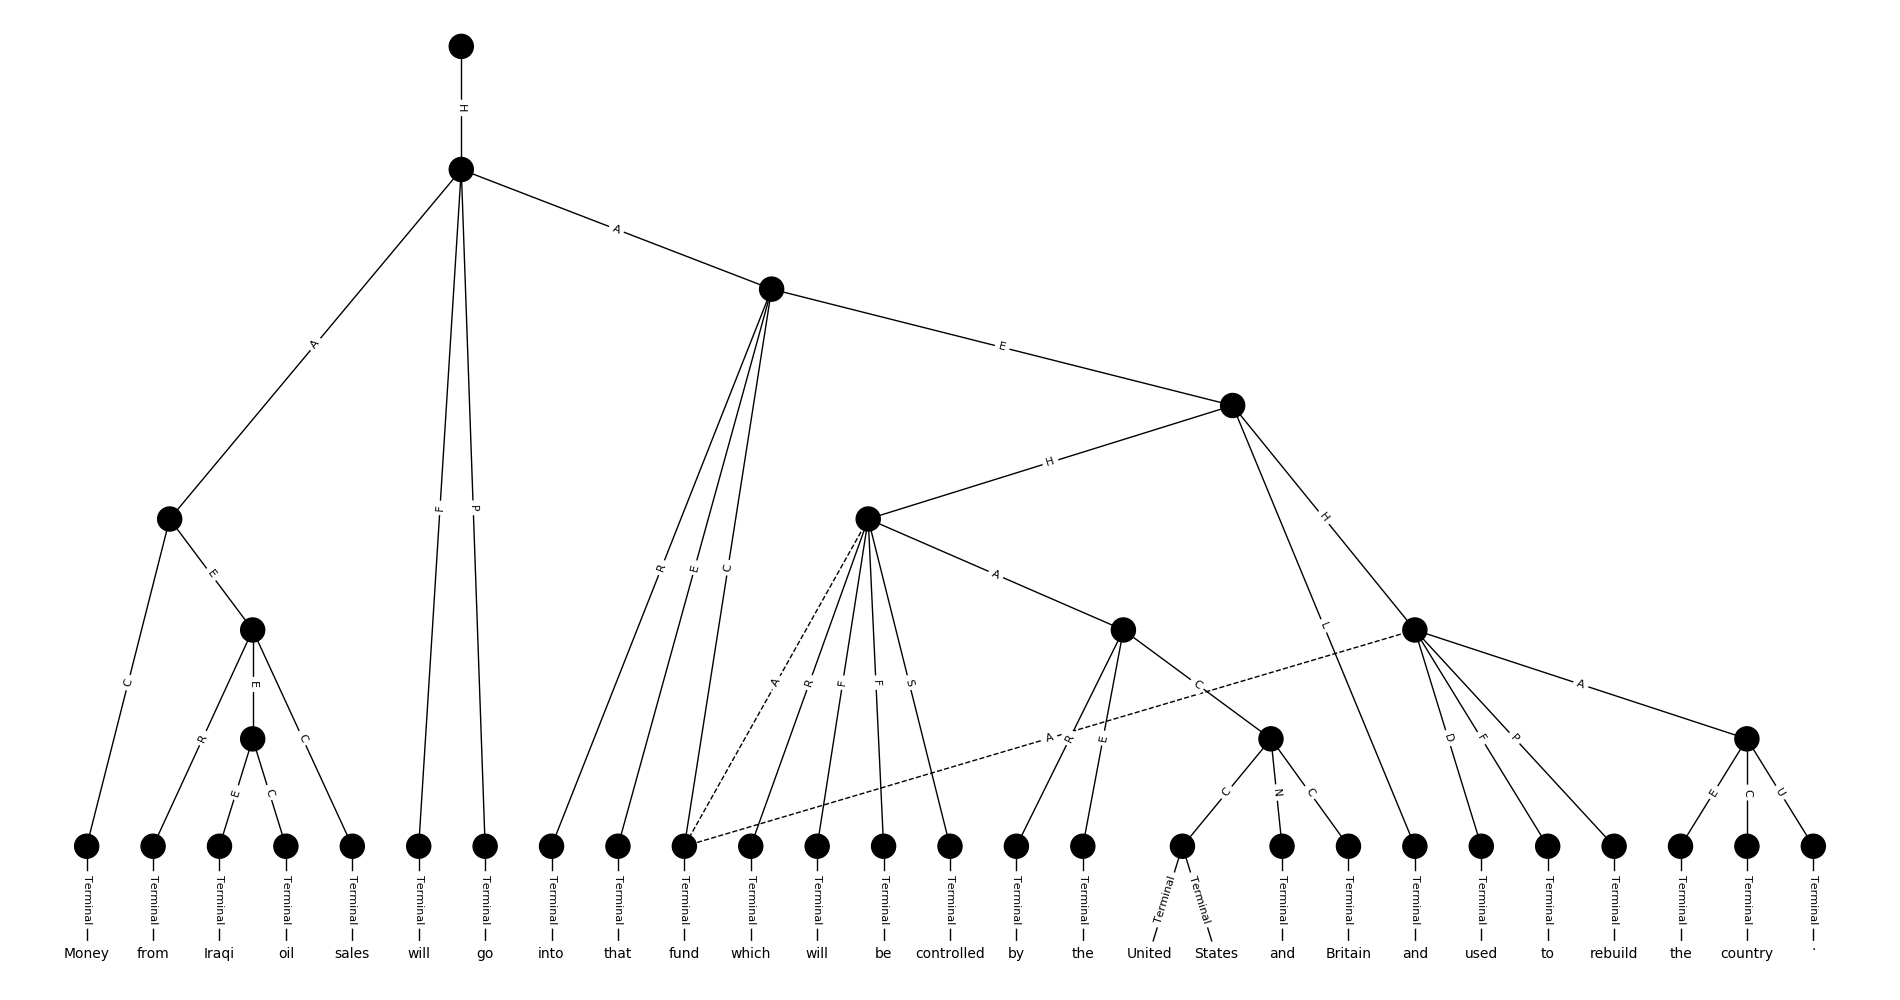 H
A
A
E
H
A
E
F
P
R
E
C
H
A
L
C
R
E
C
A
R
F
F
S
C
A
A
R
E
D
F
P
E
C
C
N
C
E
C
U
Terminal Terminal Terminal Terminal Terminal Terminal Terminal Terminal Terminal Terminal Terminal Terminal Terminal Terminal Terminal Terminal Terminal Terminal Terminal Terminal Terminal Terminal Terminal Terminal Terminal Terminal Terminal
Money from Iraqi oil sales will go into that fund which will be controlled by the United States and Britain and used to rebuild the country .